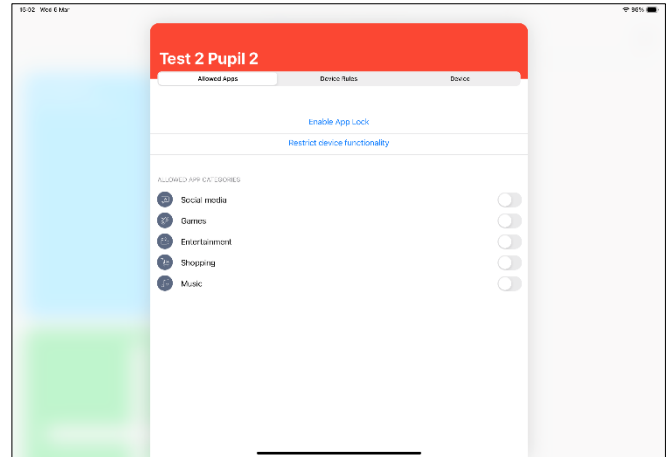 15:02 Wed 6 Mar 98%
Test 2 Pupil 2
Allowed Apps Device Rules Device
Enable App Lock
Restrict device functionality
ALLOWED APP CATEGORIES
Social media
Games
Entertainment
Shopping
Music